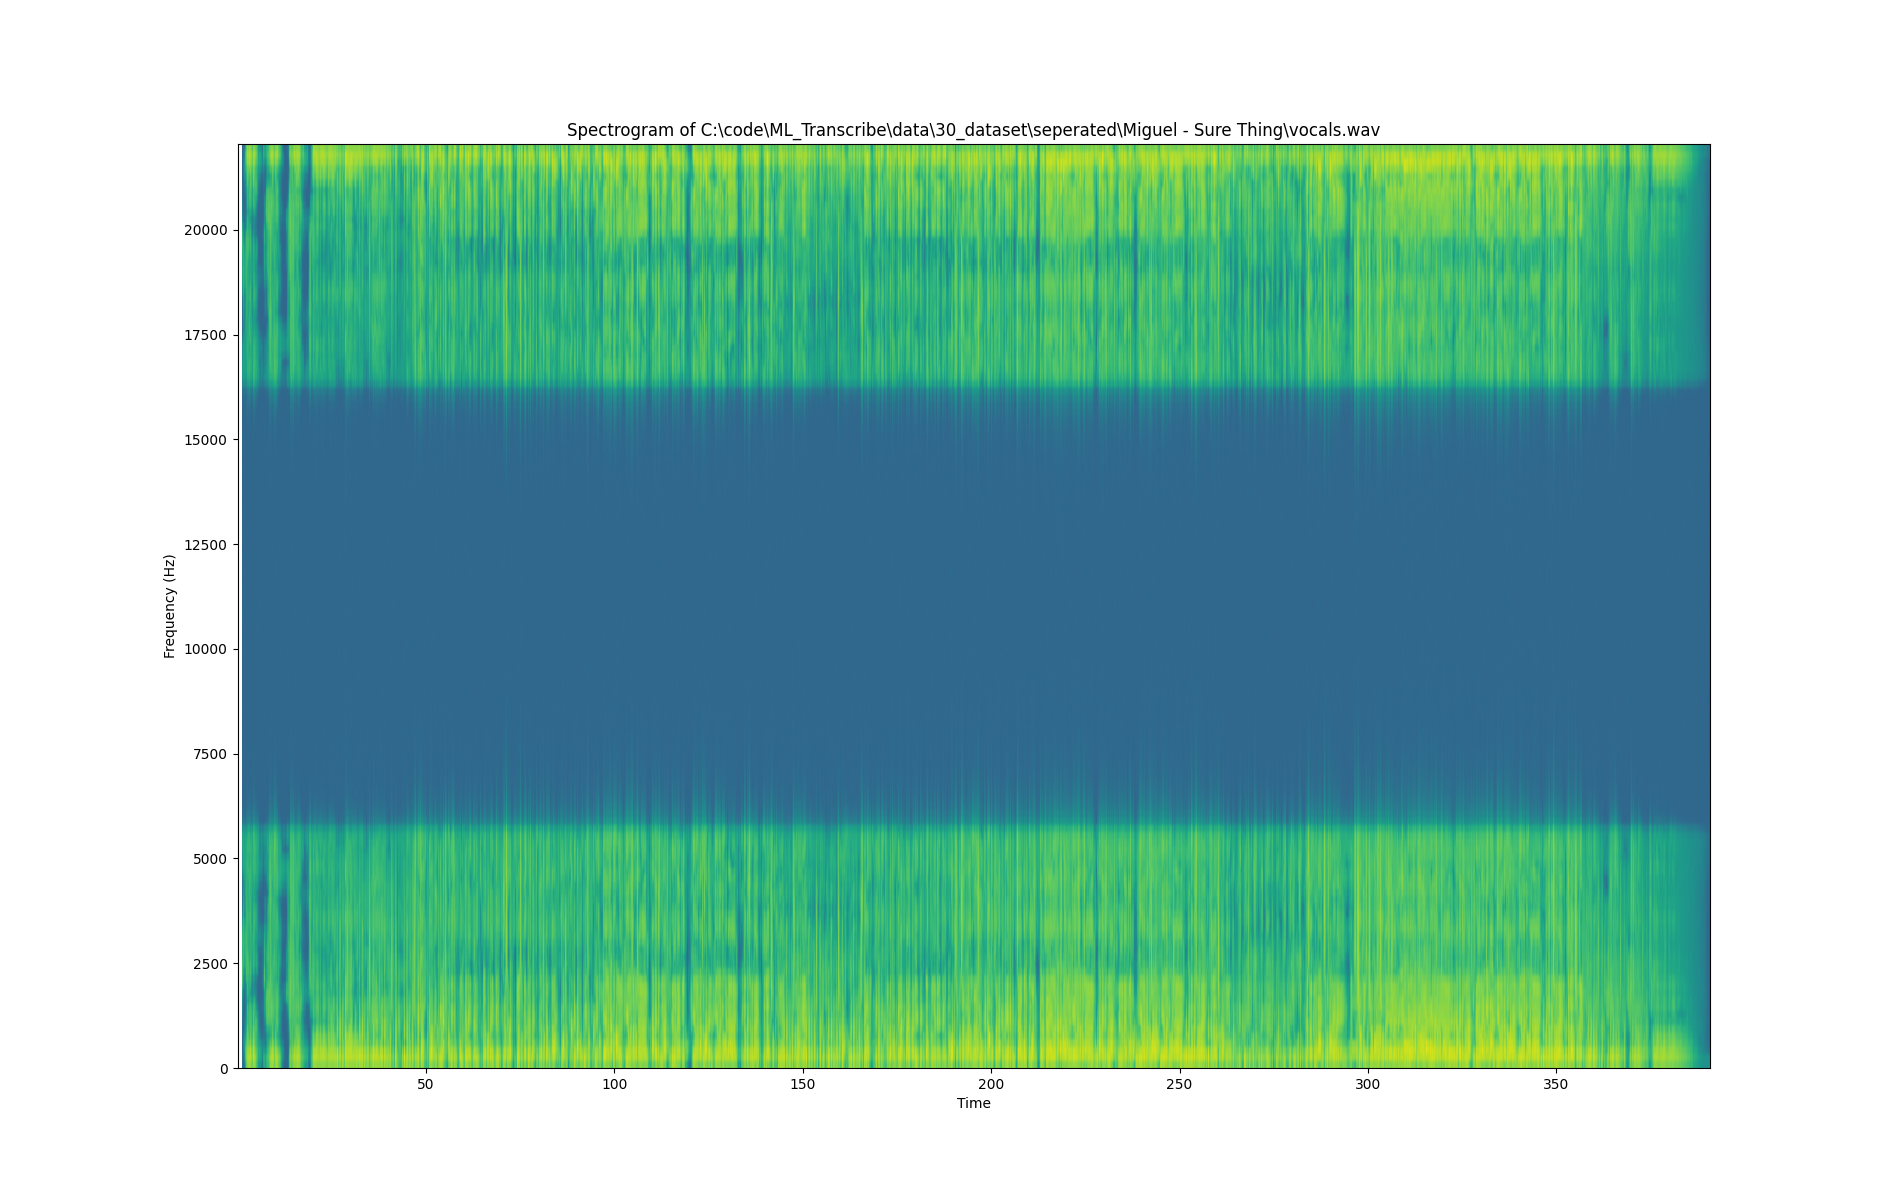 Spectrogram of C:\code\ML_Transcribe\data\30_dataset\seperated\Miguel - Sure Thing\vocals.wav
Frequency (Hz)
20000
17500
15000
12500
10000
7500
5000
2500
0
50 100 150 200 250 300 350
Time